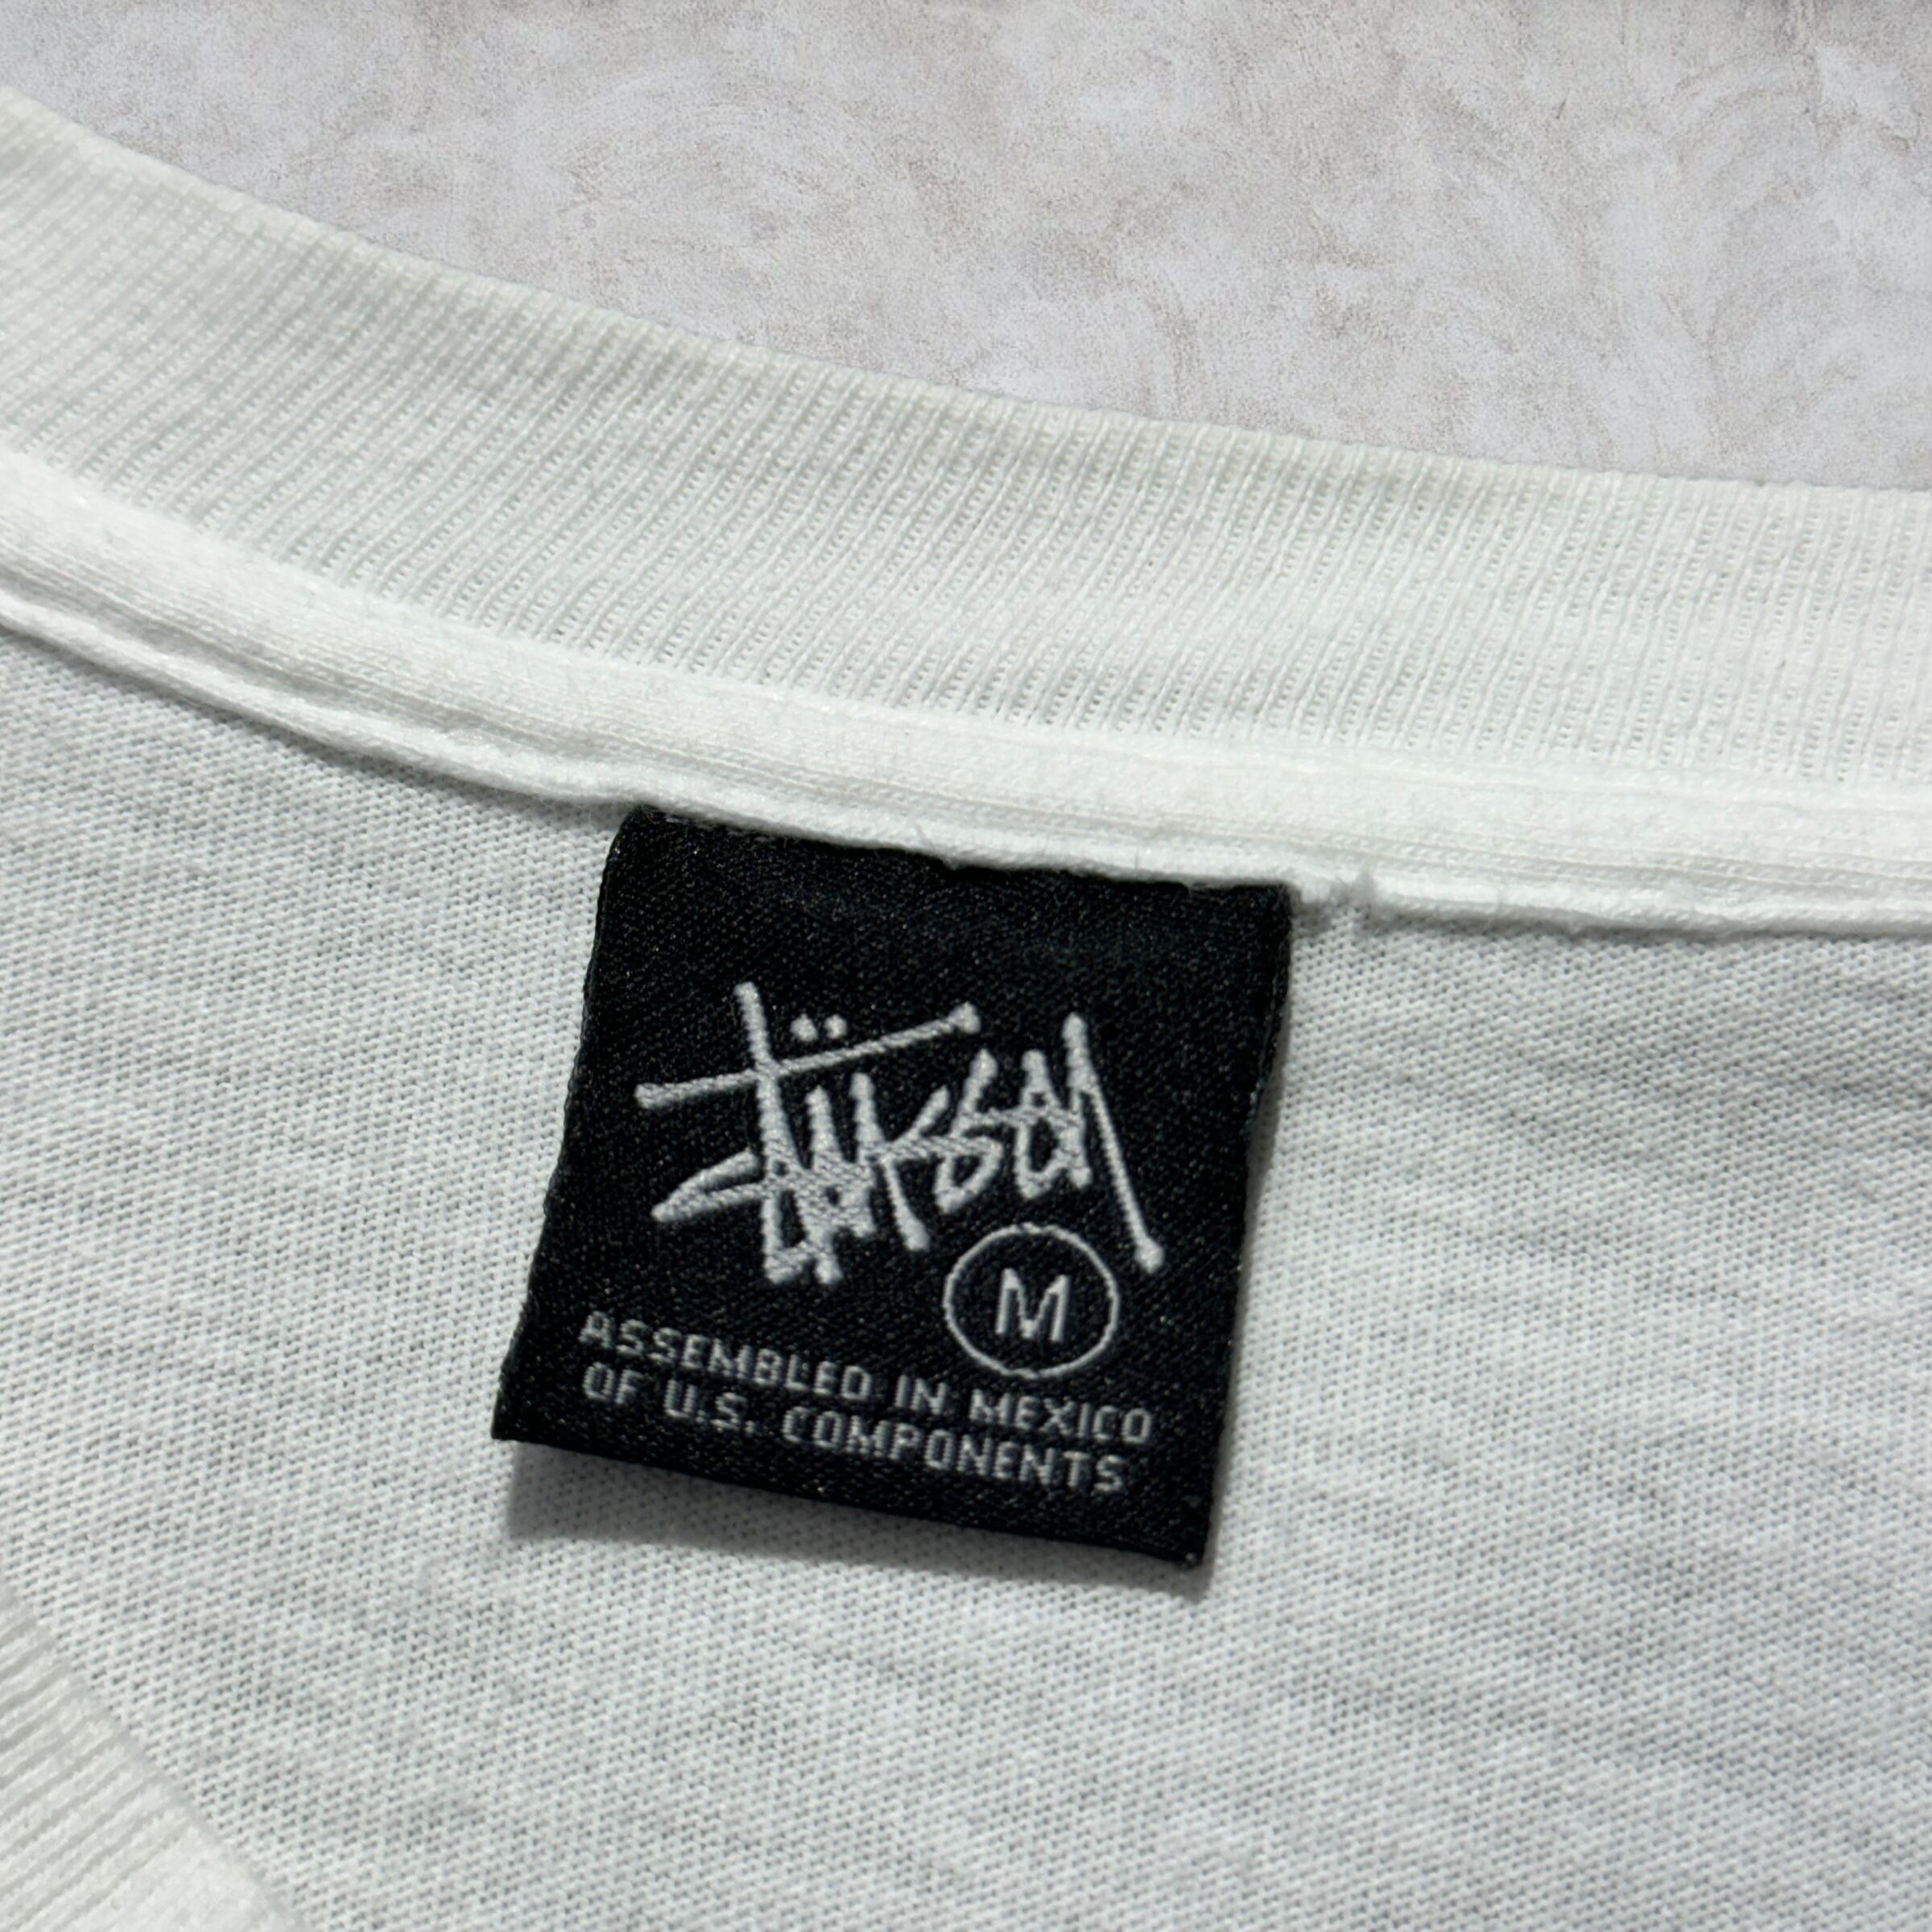 Stüssy
M
ASSEMBLED IN MEXICO
OF U.S. COMPONENTS